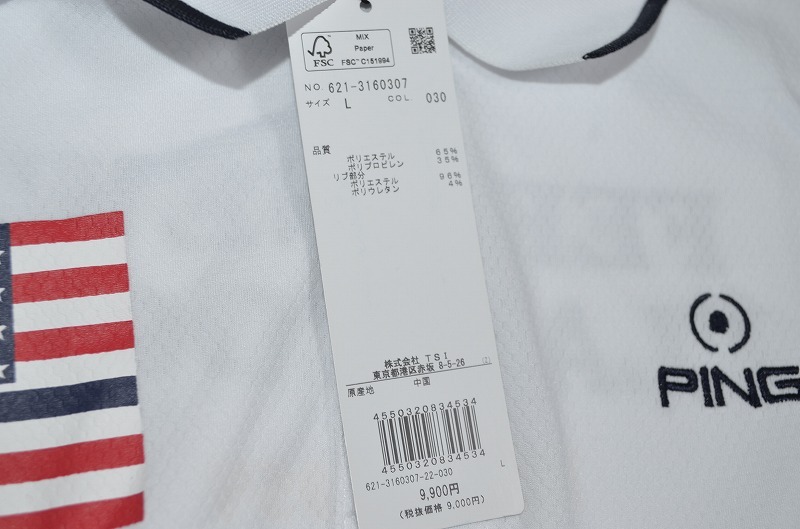 FSC
MIX
Paper
FSC™ C151994
NO. 621-3160307
サイズ L COL. 030
品質
ポリエステル 65%
ポリプロピレン 35%
リブ部分
ポリエステル 96%
ポリウレタン 4%
株式会社 TSI
東京都港区赤坂 8-5-26
原産地 中国
4550320834534
4550320834534
621-3160307-22-030 L
9,900円
(税抜価格 9,000円)
PING